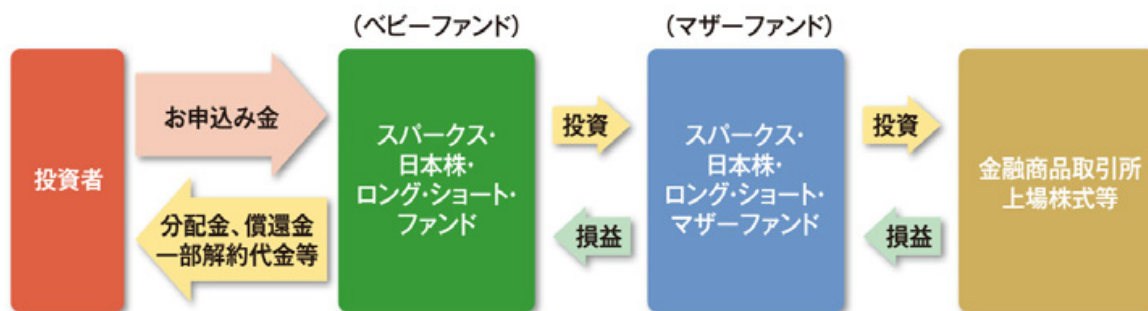 (ベビーファンド)
(マザーファンド)
投資者
お申込み金
分配金、償還金
一部解約代金等
スパークス・
日本株・
ロング・ショート・
ファンド
投資
損益
スパークス・
日本株・
ロング・ショート・
マザーファンド
投資
損益
金融商品取引所
上場株式等